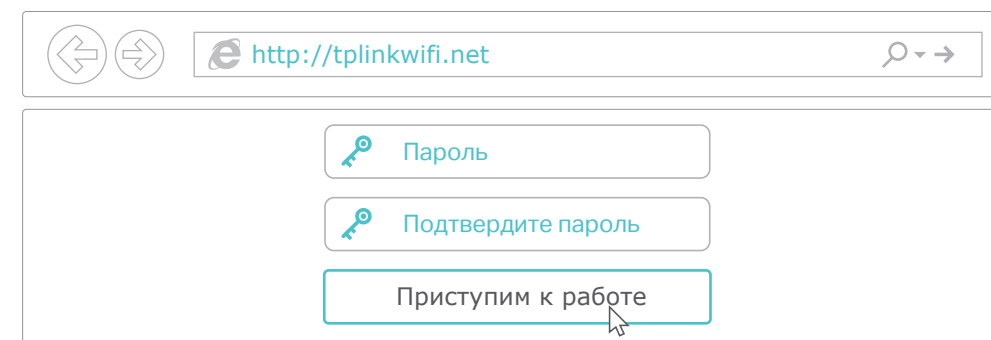 http://tplinkwifi.net
Пароль
Подтвердите пароль
Приступим к работе